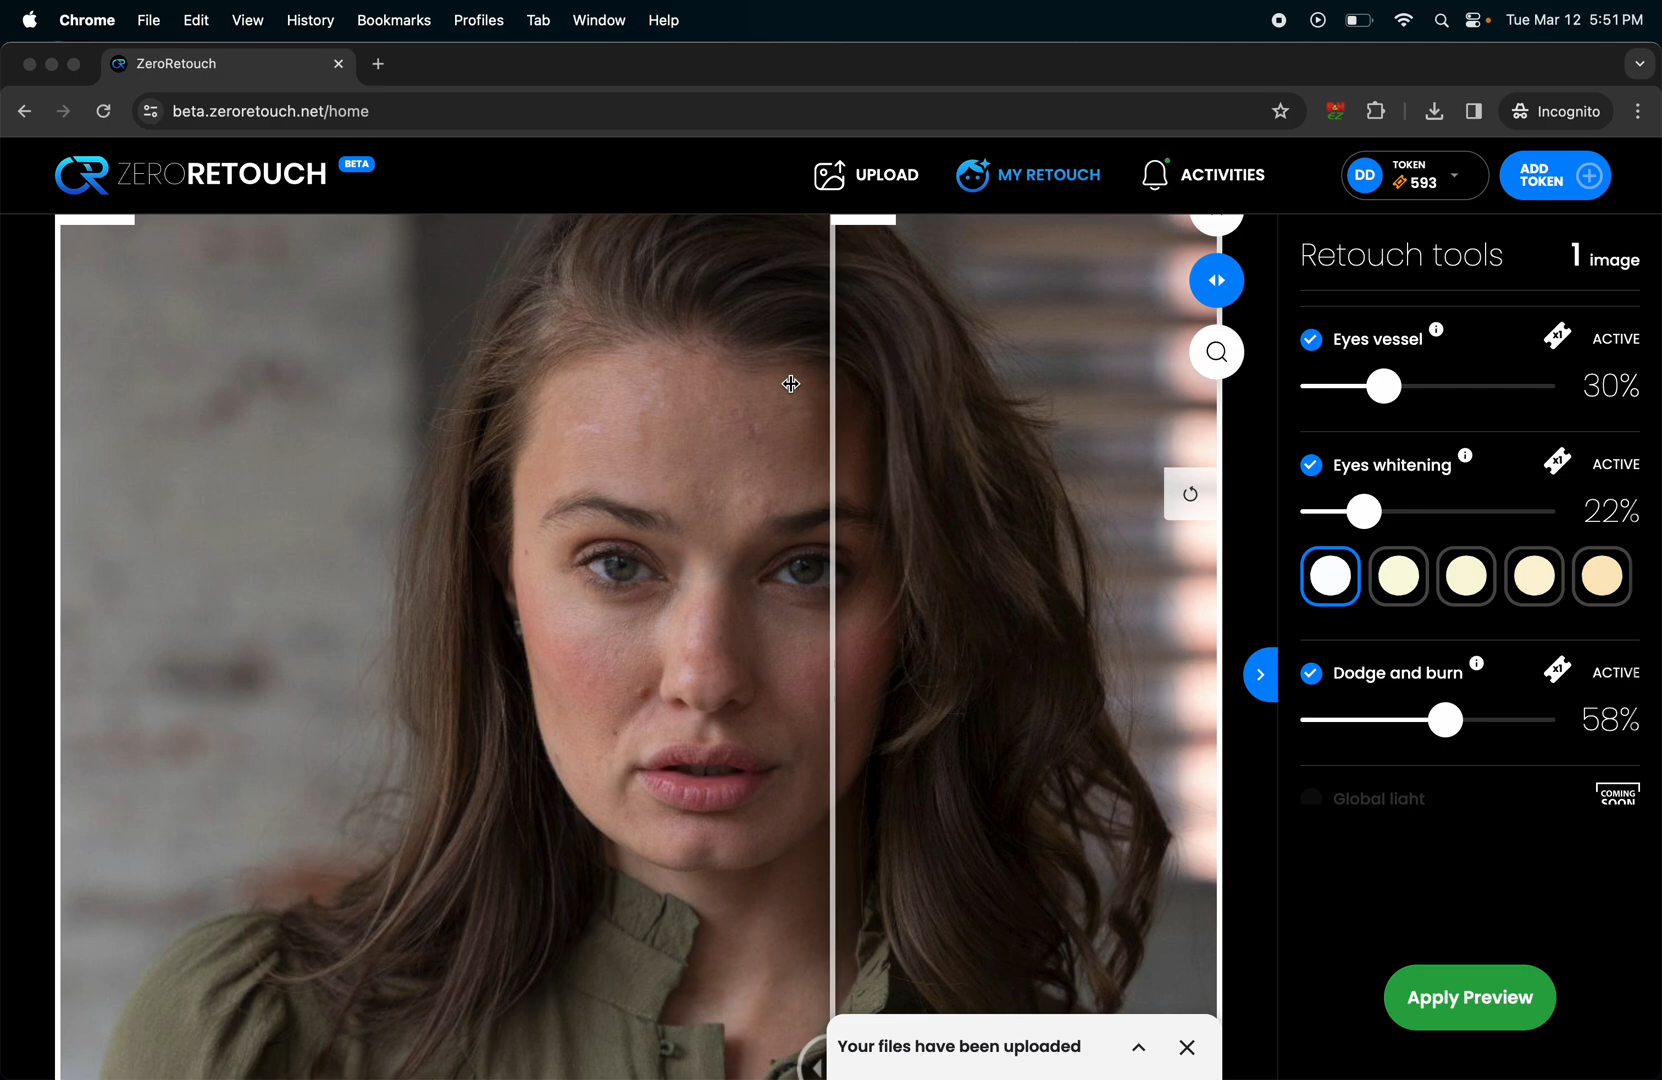 Chrome File Edit View History Bookmarks Profiles Tab Window Help Tue Mar 12 5:51 PM
ZeroRetouch
beta.zeroretouch.net/home Incognito
ZERORETOUCH BETA
UPLOAD MY RETOUCH ACTIVITIES
DD TOKEN 593
ADD TOKEN
Retouch tools 1 image
Eyes vessel x1 ACTIVE
30%
Eyes whitening x1 ACTIVE
22%
Dodge and burn x1 ACTIVE
58%
Global light COMING SOON
Apply Preview
Your files have been uploaded